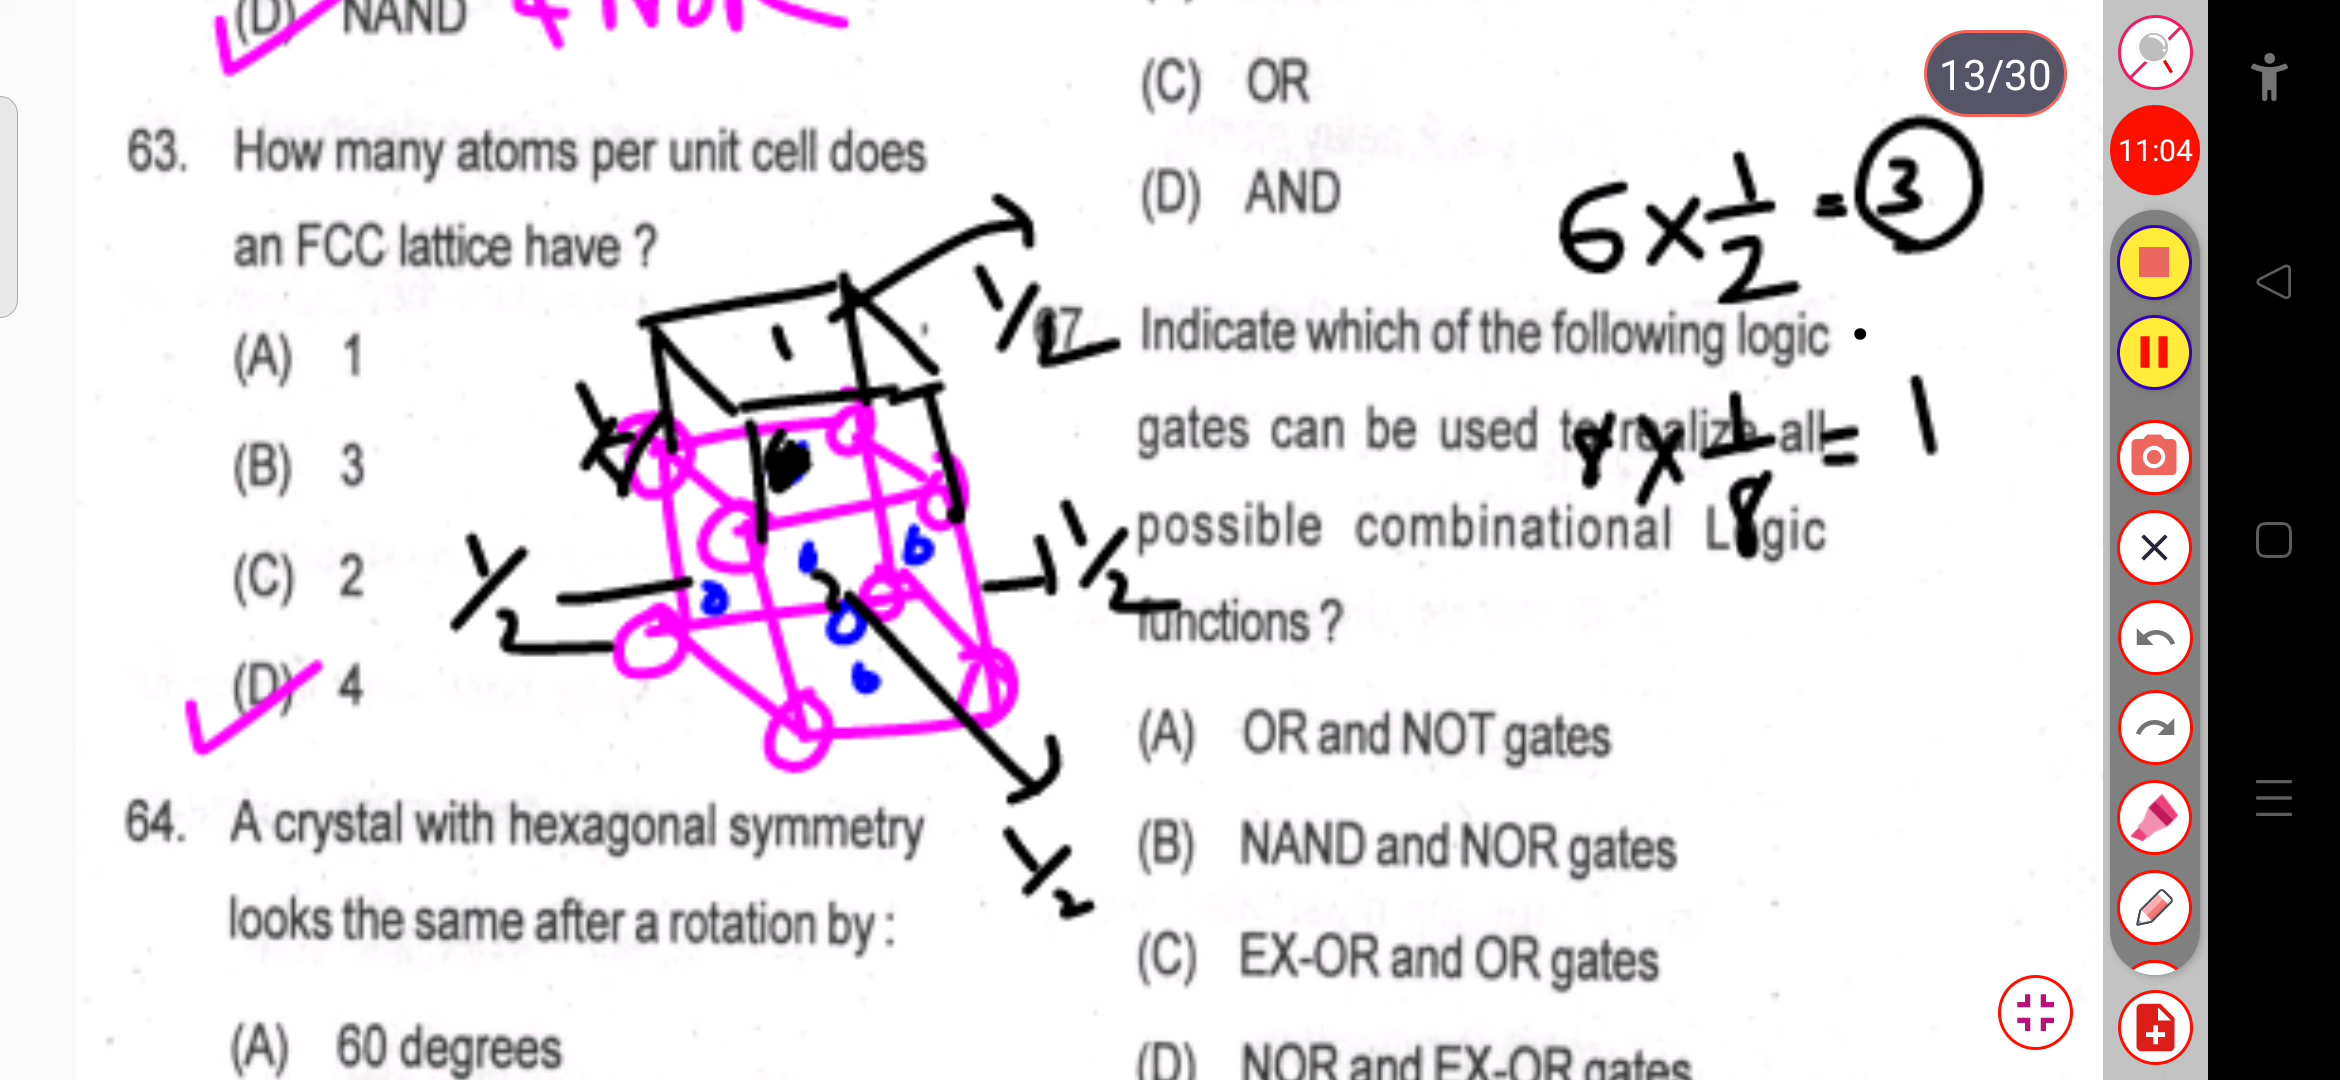 (D) NAND & NOR
63. How many atoms per unit cell does
an FCC lattice have ?
(A) 1
(B) 3
(C) 2
(D) 4
64. A crystal with hexagonal symmetry
looks the same after a rotation by :
(A) 60 degrees
1/2
1/2
1/2
1/2
(C) OR
(D) AND
6 × 1/2 = 3
67 Indicate which of the following logic
gates can be used to realize all
8 × 1/8 = 1
possible combinational Logic
functions ?
(A) OR and NOT gates
(B) NAND and NOR gates
(C) EX-OR and OR gates
(D) NOR and EX-OR gates
13/30
11:04